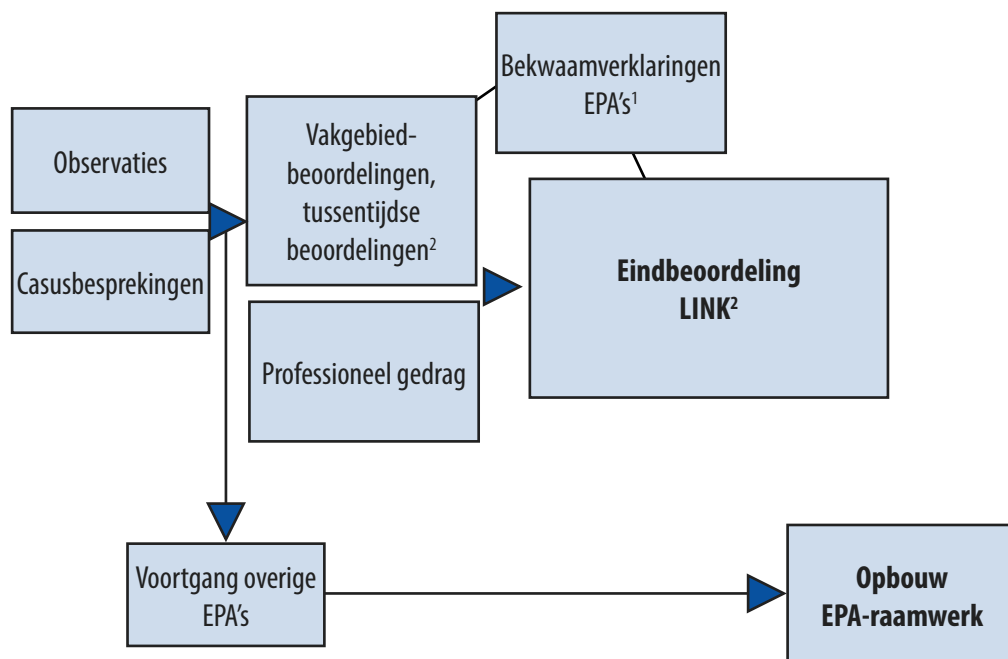 Bekwaamverklaringen
EPA's¹
Vakgebied-
beoordelingen,
tussentijdse
beoordelingen²
Observaties
Casusbesprekingen
Eindbeoordeling
LINK²
Professioneel gedrag
Voortgang overige
EPA's
Opbouw
EPA-raamwerk